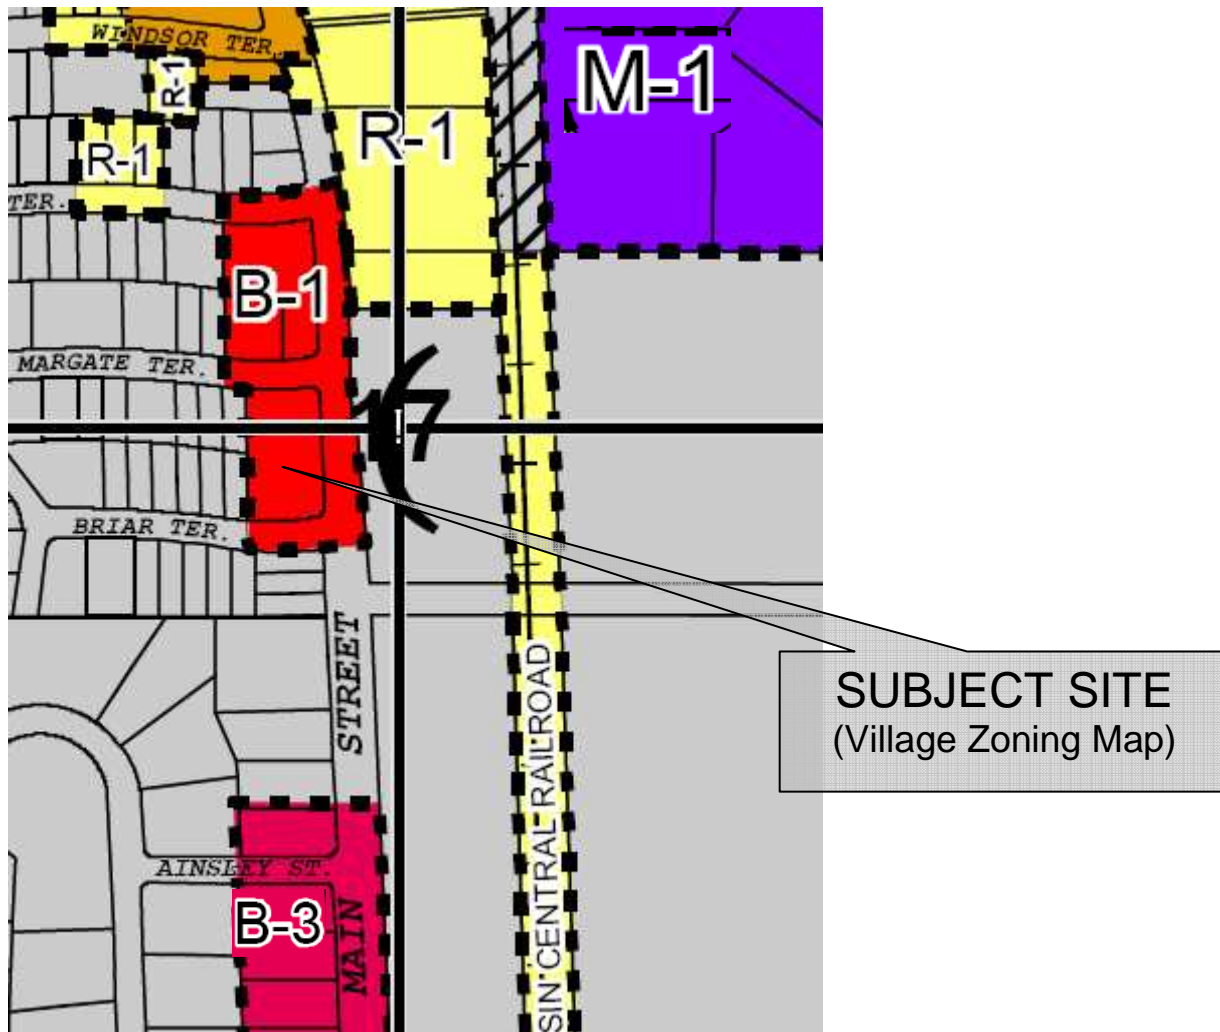 WINDSOR TER.
M-1
R-1
R-1
R-1
TER.
B-1
MARGATE TER.
17
BRIAR TER.
STREET
SUBJECT SITE
(Village Zoning Map)
SIN CENTRAL RAILROAD
AINSLEY ST.
B-3
MAIN